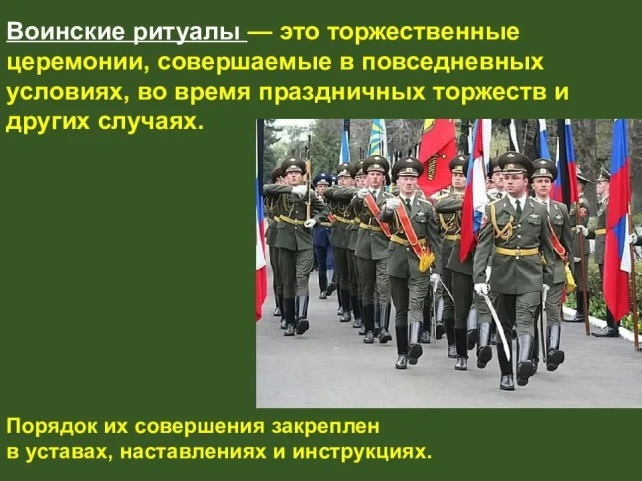 Воинские ритуалы — это торжественные
церемонии, совершаемые в повседневных
условиях, во время праздничных торжеств и
других случаях.
Порядок их совершения закреплен
в уставах, наставлениях и инструкциях.